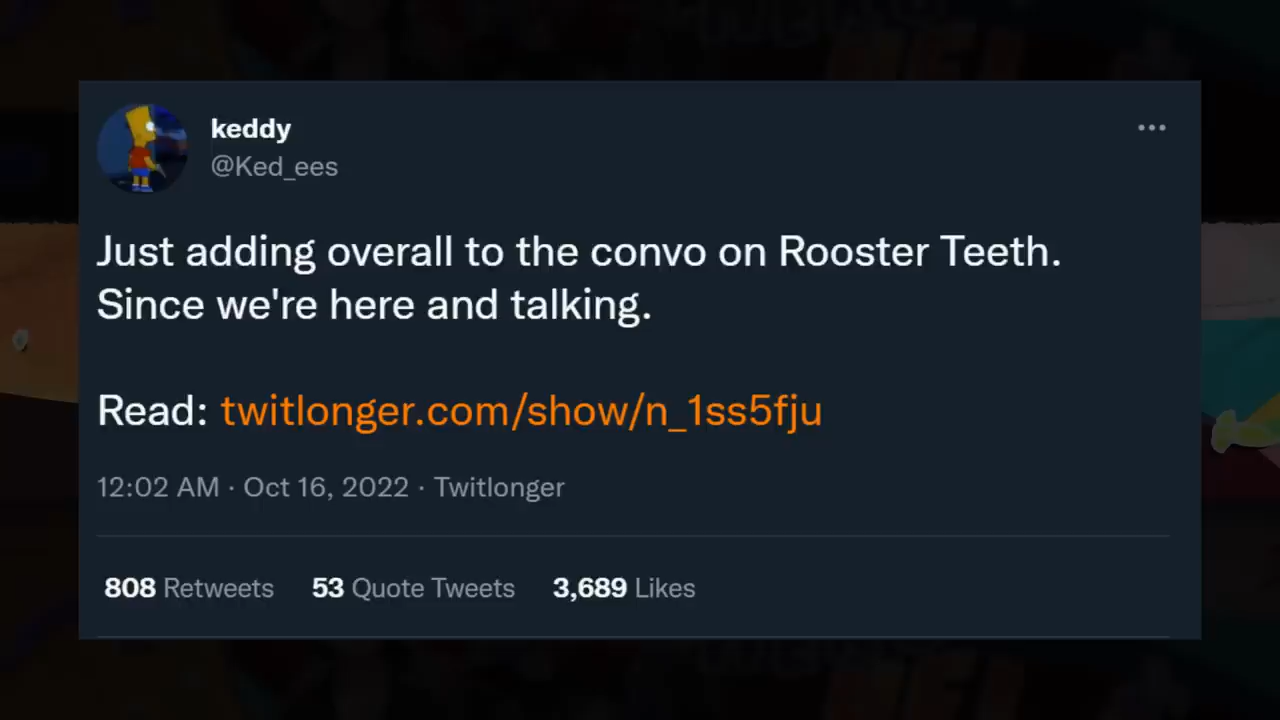 keddy
@Ked_ees
Just adding overall to the convo on Rooster Teeth.
Since we're here and talking.
Read: twitlonger.com/show/n_1ss5fju
12:02 AM · Oct 16, 2022 · Twitlonger
808 Retweets 53 Quote Tweets 3,689 Likes